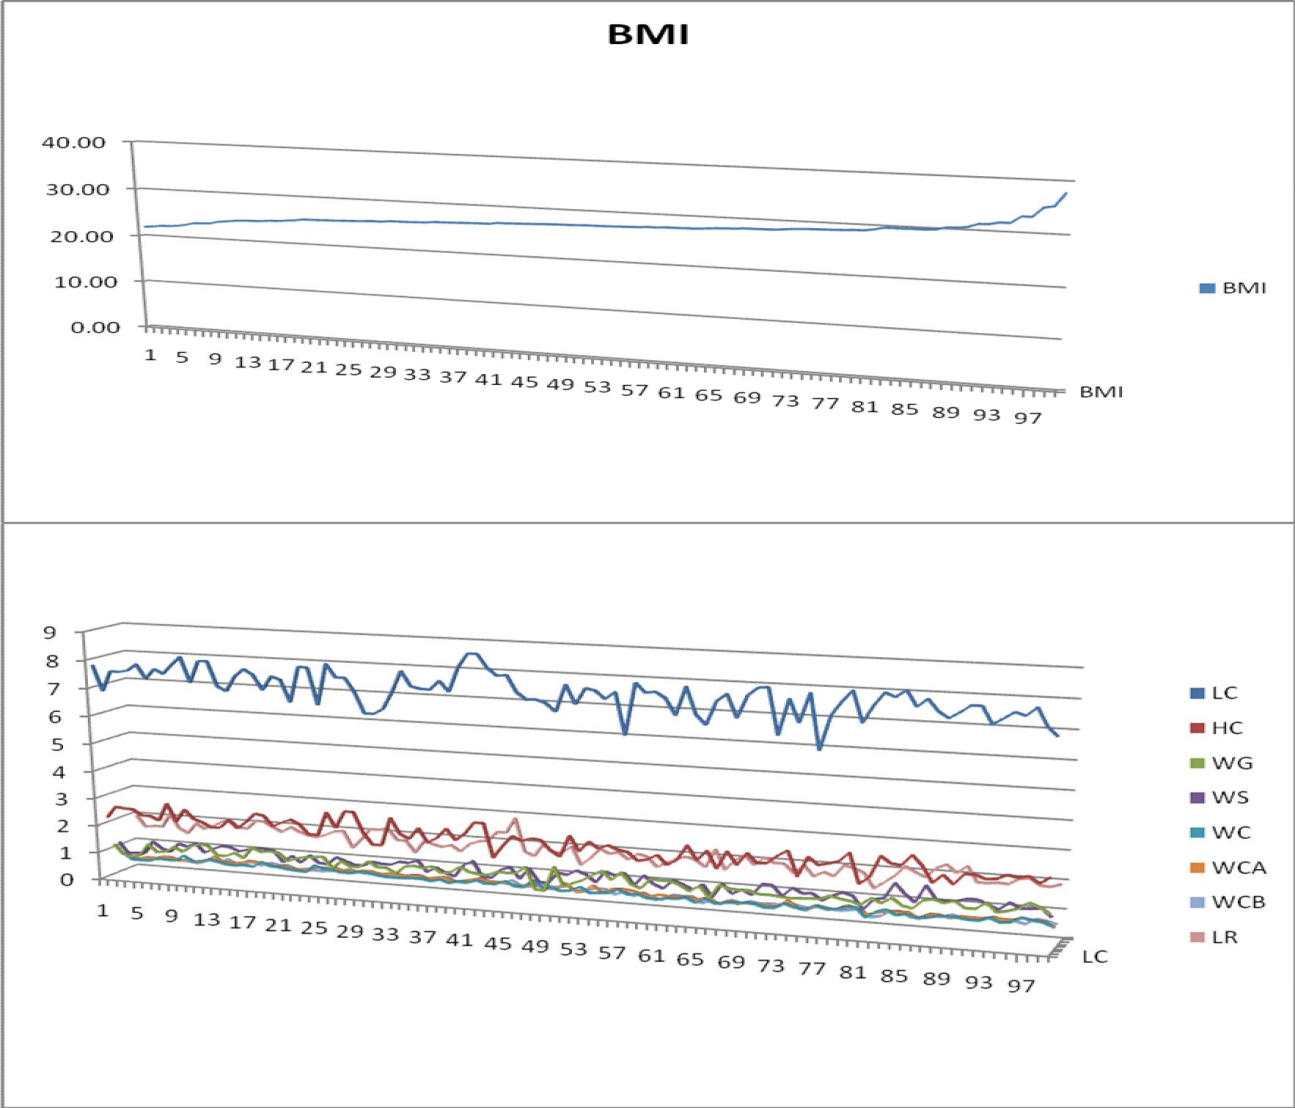 BMI
40.00
30.00
20.00
10.00
0.00
1 5 9 13 17 21 25 29 33 37 41 45 49 53 57 61 65 69 73 77 81 85 89 93 97
BMI
BMI
9
8
7
6
5
4
3
2
1
0
1 5 9 13 17 21 25 29 33 37 41 45 49 53 57 61 65 69 73 77 81 85 89 93 97
LC
LC
HC
WG
WS
WC
WCA
WCB
LR